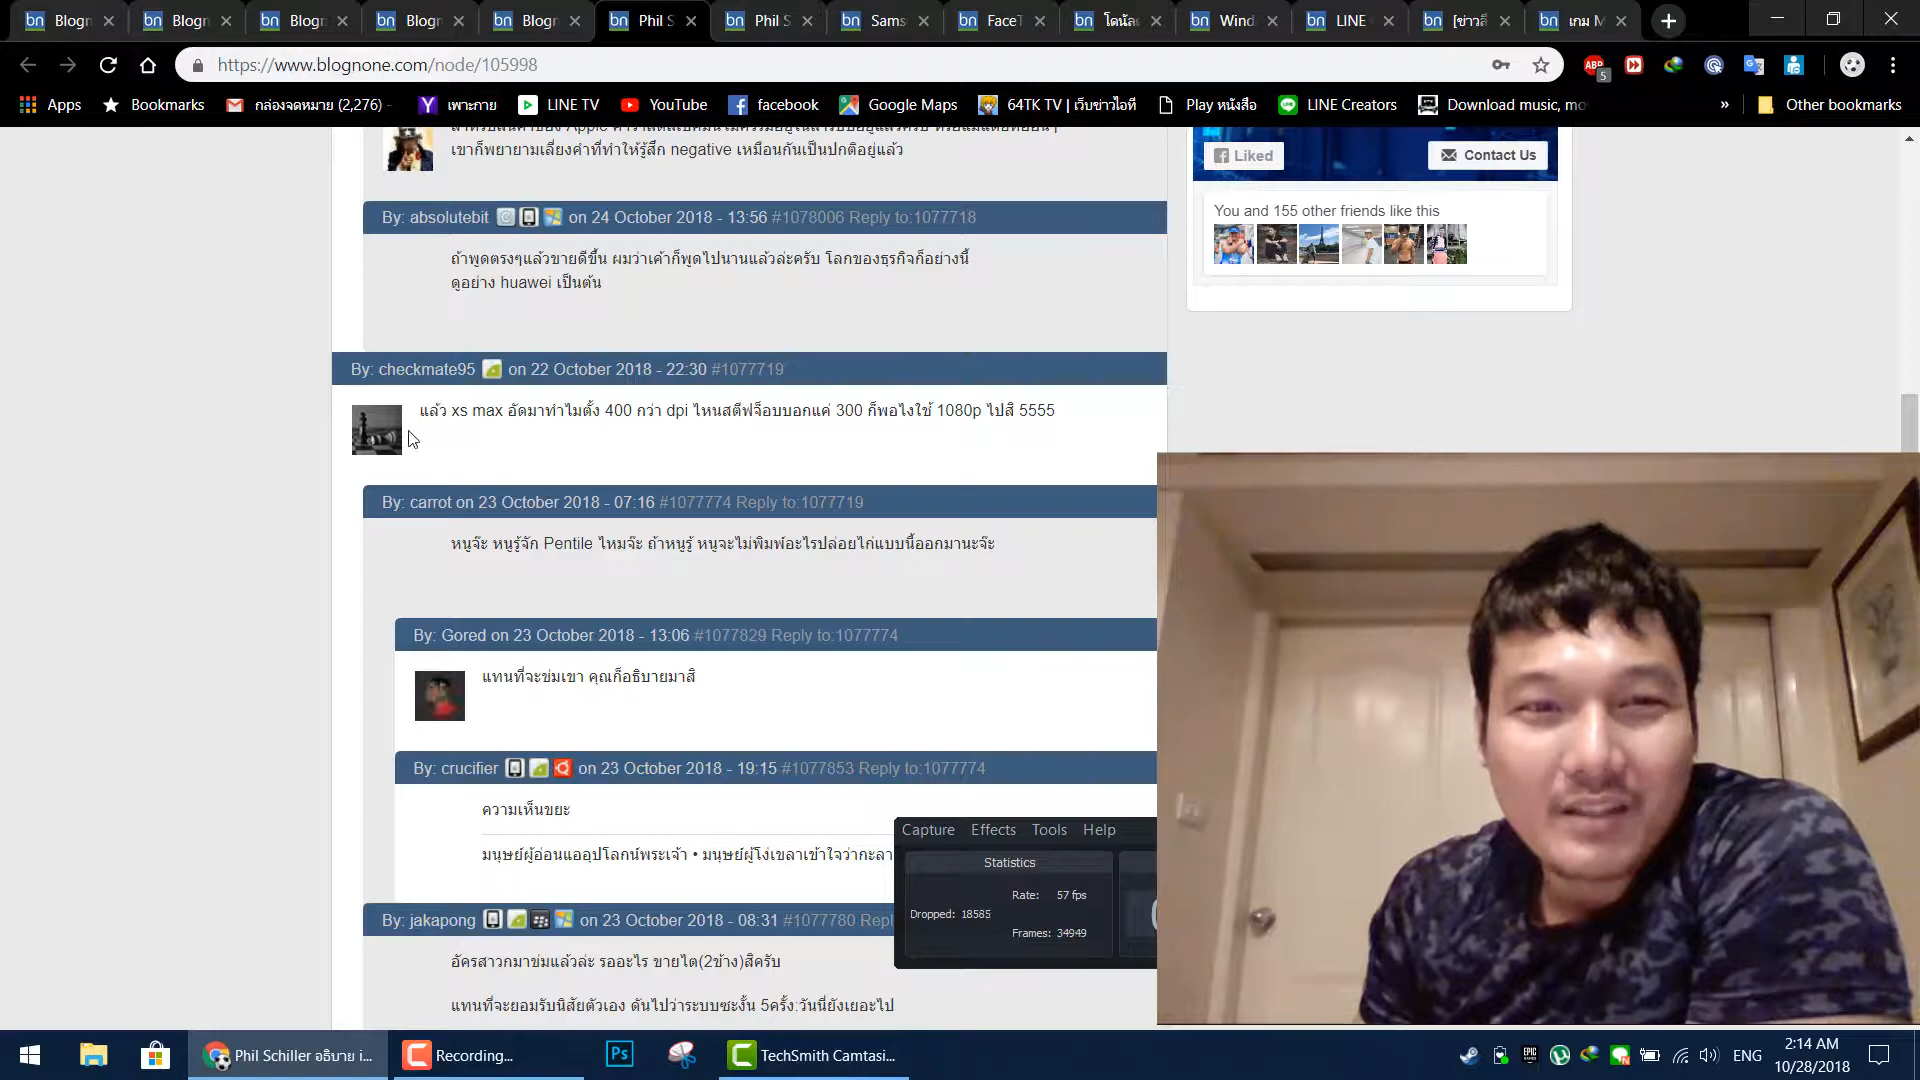 Blogn
Blogn
Blogn
Blogn
Blogn
Phil S
Phil S
Sams
FaceT
Wind
LINE
[ข่าวลื
เกม M
https://www.blognone.com/node/105998
Apps
Bookmarks
กล่องจดหมาย (2,276) -
เพาะกาย
LINE TV
YouTube
facebook
Google Maps
64TK TV | เว็บข่าวไอที
Play หนังสือ
LINE Creators
Download music, mo
Other bookmarks
เขาก็พยายามเลี่ยงคำที่ทำให้รู้สึก negative เหมือนกันเป็นปกติอยู่แล้ว
By: absolutebit on 24 October 2018 - 13:56 #1078006 Reply to:1077718
ถ้าพูดตรงๆแล้วขายดีขึ้น ผมว่าเค้าก็พูดไปนานแล้วล่ะครับ โลกของธุรกิจก็อย่างนี้
ดูอย่าง huawei เป็นต้น
By: checkmate95 on 22 October 2018 - 22:30 #1077719
แล้ว xs max อัดมาทำไมตั้ง 400 กว่า dpi ไหนสตีฟจ็อบบอกแค่ 300 ก็พอไงใช้ 1080p ไปสิ 5555
By: carrot on 23 October 2018 - 07:16 #1077774 Reply to:1077719
หนูจ๊ะ หนูรู้จัก Pentile ไหมจ๊ะ ถ้าหนูรู้ หนูจะไม่พิมพ์อะไรปล่อยไก่แบบนี้ออกมานะจ๊ะ
By: Gored on 23 October 2018 - 13:06 #1077829 Reply to:1077774
แทนที่จะข่มเขา คุณก็อธิบายมาสิ
By: crucifier on 23 October 2018 - 19:15 #1077853 Reply to:1077774
ความเห็นขยะ
มนุษย์ผู้อ่อนแออุปโลกน์พระเจ้า • มนุษย์ผู้โง่เขลาเข้าใจว่ากะลา
By: jakapong on 23 October 2018 - 08:31 #1077780 Repl
อัครสาวกมาข่มแล้วล่ะ รออะไร ขายไต(2ข้าง)สิครับ
แทนที่จะยอมรับนิสัยตัวเอง ดันไปว่าระบบซะงั้น 5ครั้ง:วันนี่ยังเยอะไป
Liked
Contact Us
You and 155 other friends like this
Capture Effects Tools Help
Statistics
Rate: 57 fps
Dropped: 18585
Frames: 34949
Phil Schiller อธิบาย i...
Recording...
Ps
TechSmith Camtasi...
ENG
2:14 AM
10/28/2018